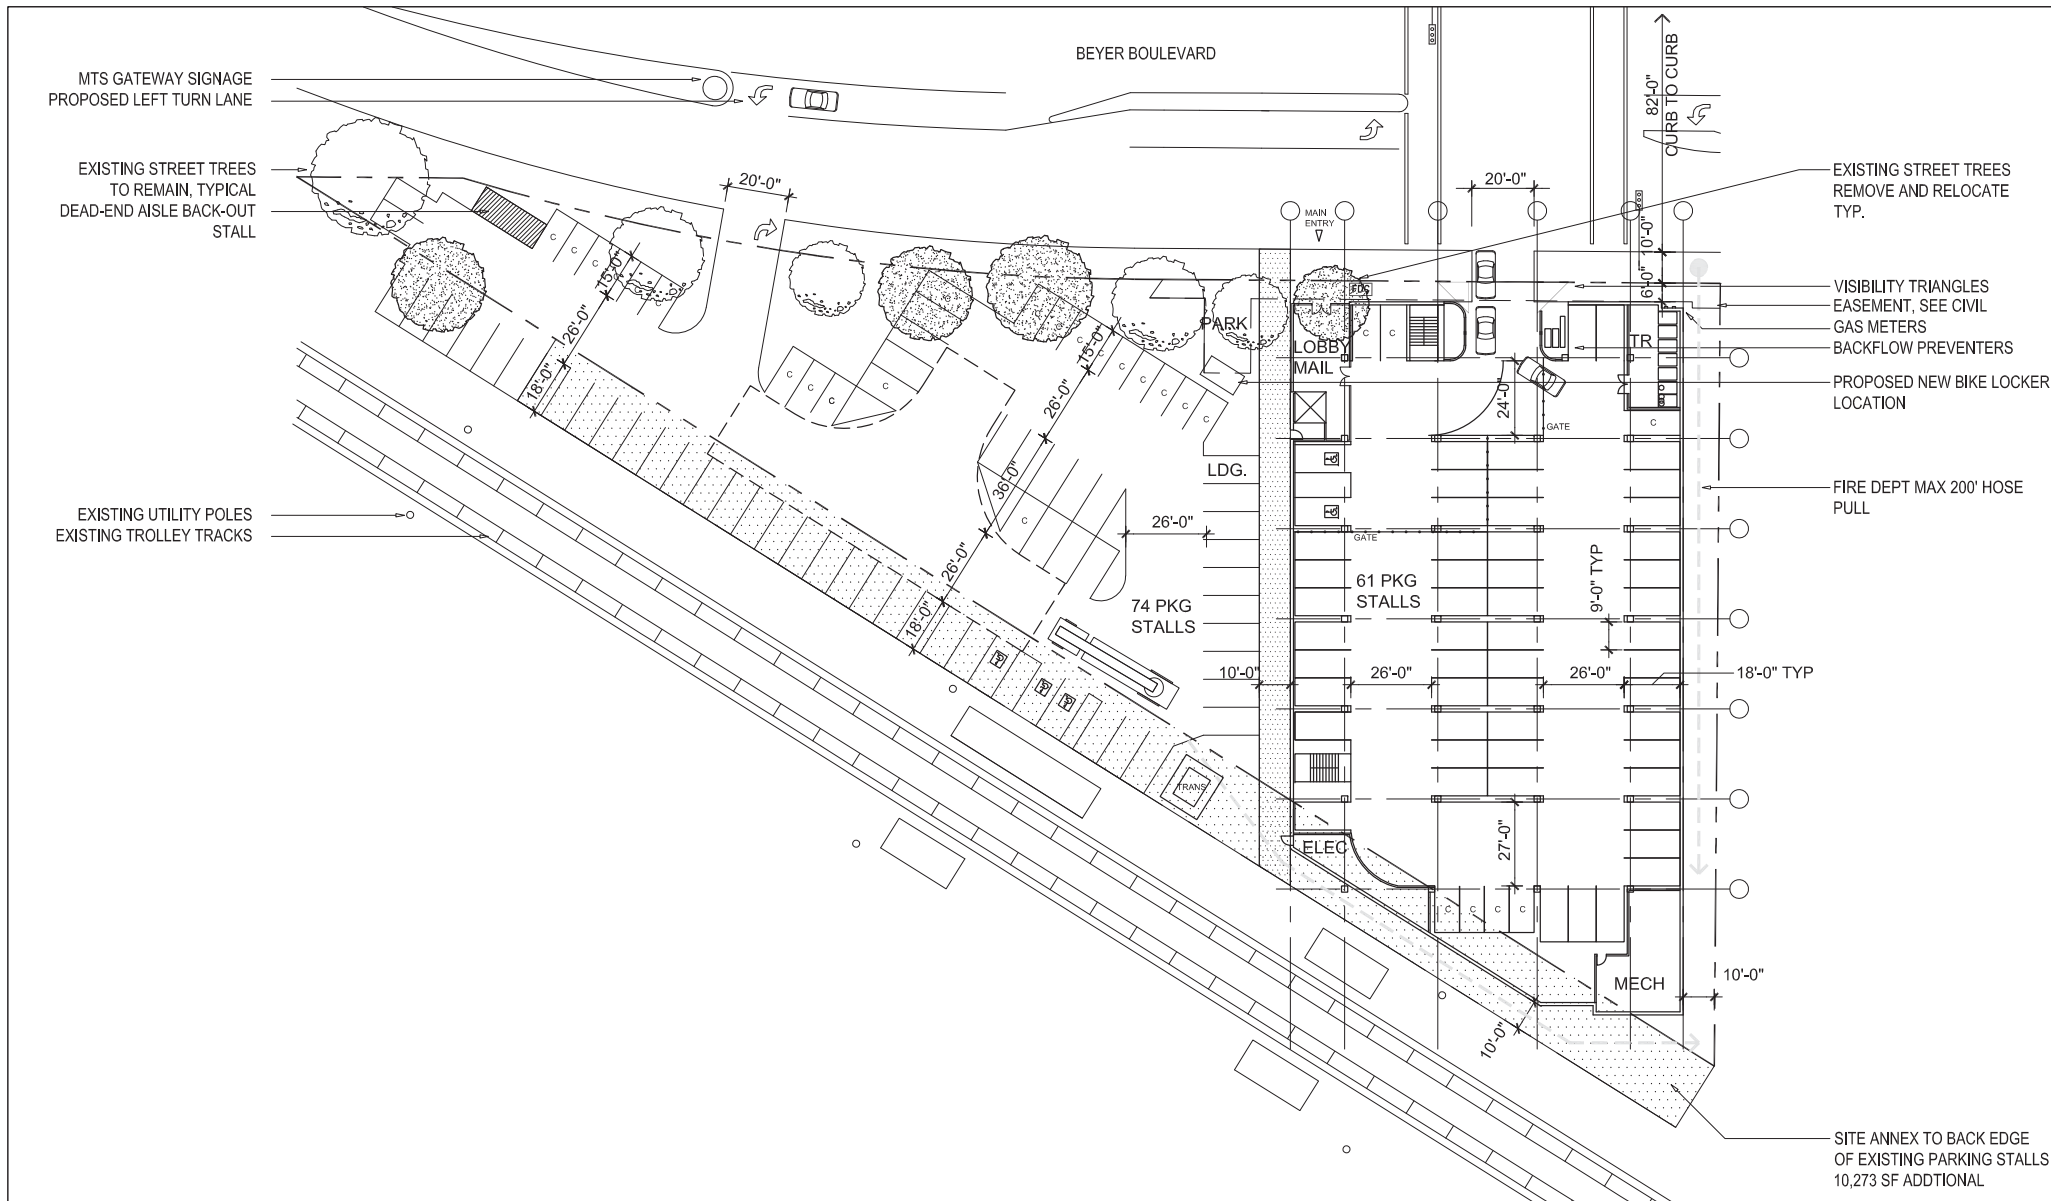 BEYER BOULEVARD
MTS GATEWAY SIGNAGE
PROPOSED LEFT TURN LANE
EXISTING STREET TREES
TO REMAIN, TYPICAL
DEAD-END AISLE BACK-OUT
STALL
EXISTING UTILITY POLES
EXISTING TROLLEY TRACKS
20'-0"
15'-0"
26'-0"
18'-0"
C
C
C
C
C
C
C
C
C
C
15'-0"
26'-0"
36'-0"
26'-0"
18'-0"
C
C
C
C
C
C
C
PARK
LDG.
26'-0"
74 PKG
STALLS
10'-0"
TRANS
MAIN
ENTRY
FDC
LOBBY
MAIL
C
C
20'-0"
82'-0"
CURB TO CURB
10'-0"
6'-0"
TR
24'-0"
GATE
C
GATE
61 PKG
STALLS
9'-0" TYP
26'-0"
26'-0"
18'-0" TYP
27'-0"
ELEC
C
C
C
C
MECH
10'-0"
10'-0"
EXISTING STREET TREES
REMOVE AND RELOCATE
TYP.
VISIBILITY TRIANGLES
EASEMENT, SEE CIVIL
GAS METERS
BACKFLOW PREVENTERS
PROPOSED NEW BIKE LOCKER
LOCATION
FIRE DEPT MAX 200' HOSE
PULL
SITE ANNEX TO BACK EDGE
OF EXISTING PARKING STALLS
10,273 SF ADDTIONAL